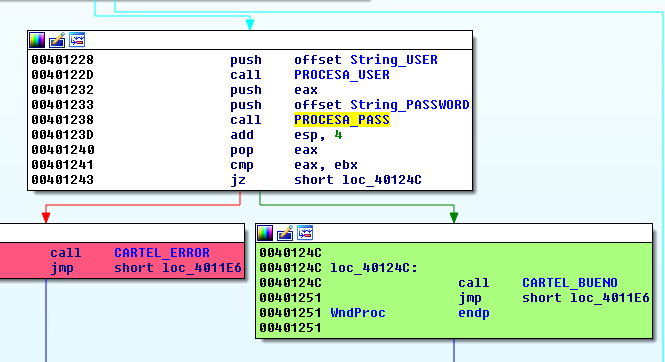 00401228 push offset String_USER
0040122D call PROCESA_USER
00401232 push eax
00401233 push offset String_PASSWORD
00401238 call PROCESA_PASS
0040123D add esp, 4
00401240 pop eax
00401241 cmp eax, ebx
00401243 jz short loc_40124C
call CARTEL_ERROR
jmp short loc_4011E6
0040124C
0040124C loc_40124C:
0040124C call CARTEL_BUENO
00401251 jmp short loc_4011E6
00401251 WndProc endp
00401251